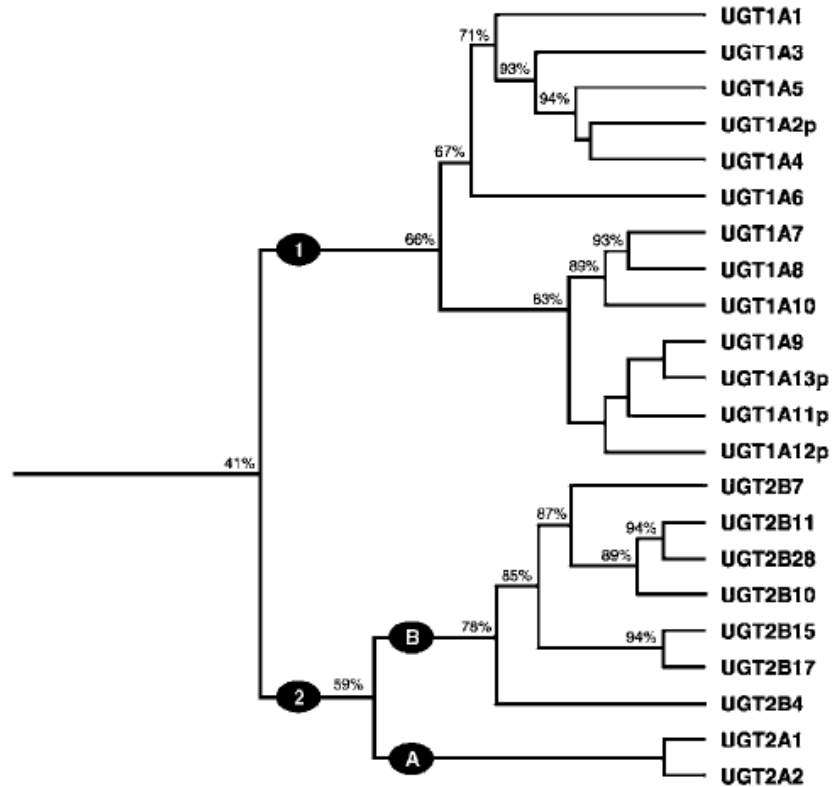 UGT1A1
71%
UGT1A3
93%
UGT1A5
94%
UGT1A2p
67%
UGT1A4
UGT1A6
UGT1A7
93%
66%
1
UGT1A8
89%
63%
UGT1A10
UGT1A9
UGT1A13p
UGT1A11p
UGT1A12p
41%
UGT2B7
87%
UGT2B11
94%
UGT2B28
89%
85%
UGT2B10
UGT2B15
78%
B
94%
UGT2B17
59%
2
UGT2B4
UGT2A1
A
UGT2A2